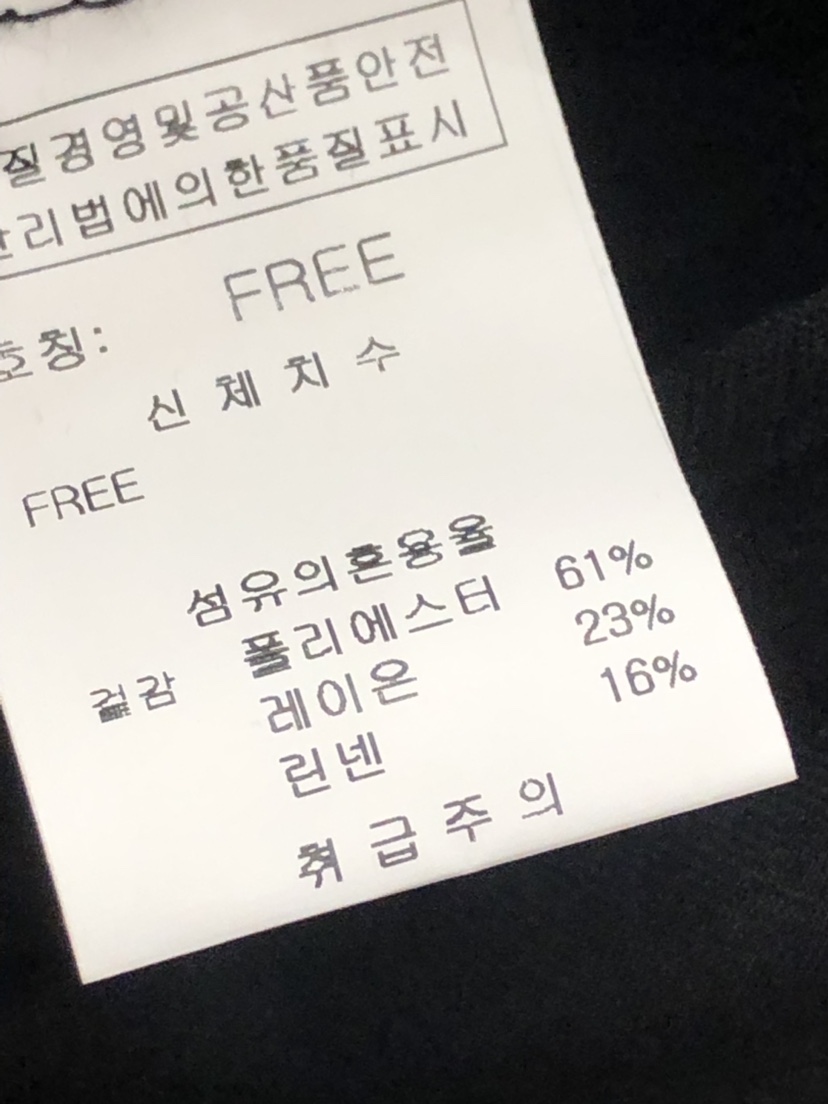 질경영및공산품안전
관리법에의한품질표시
호칭: FREE
신체치수
FREE
섬유의혼용율
겉감 폴리에스터 61%
레이온 23%
린넨 16%
취급주의